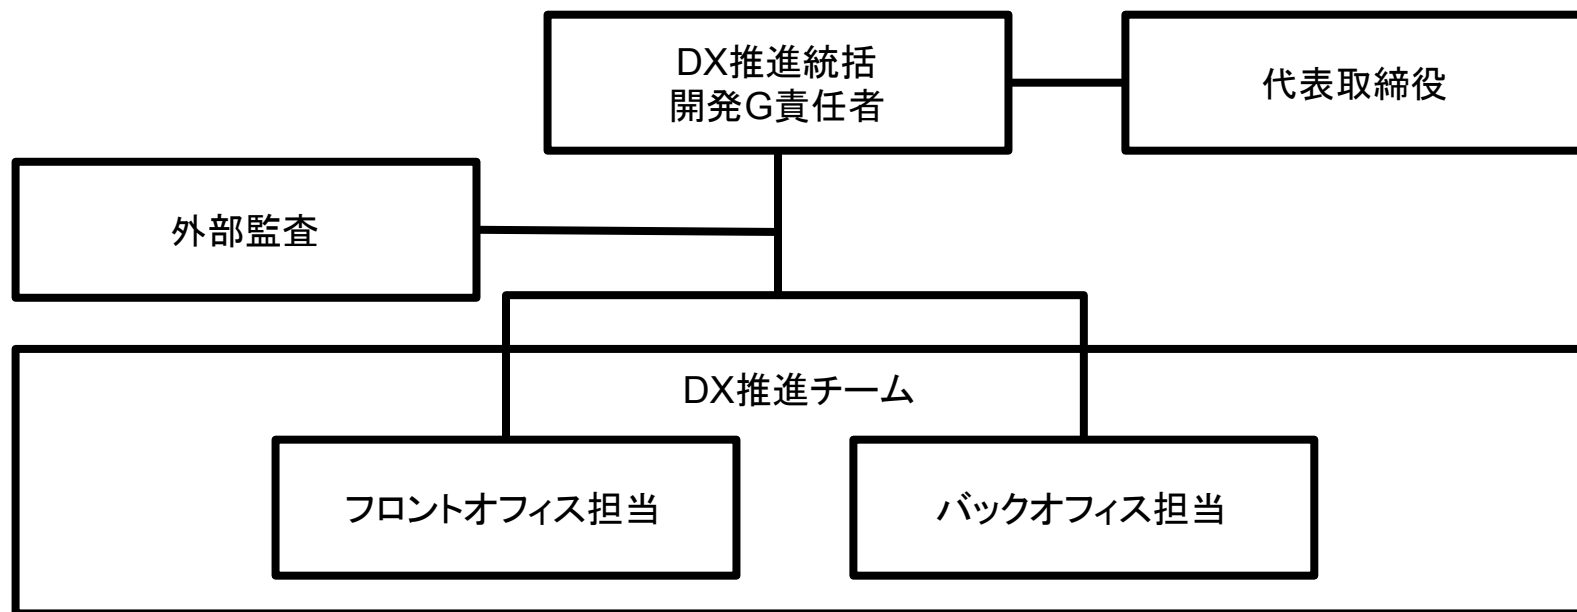 DX推進統括
開発G責任者
代表取締役
外部監査
DX推進チーム
フロントオフィス担当
バックオフィス担当